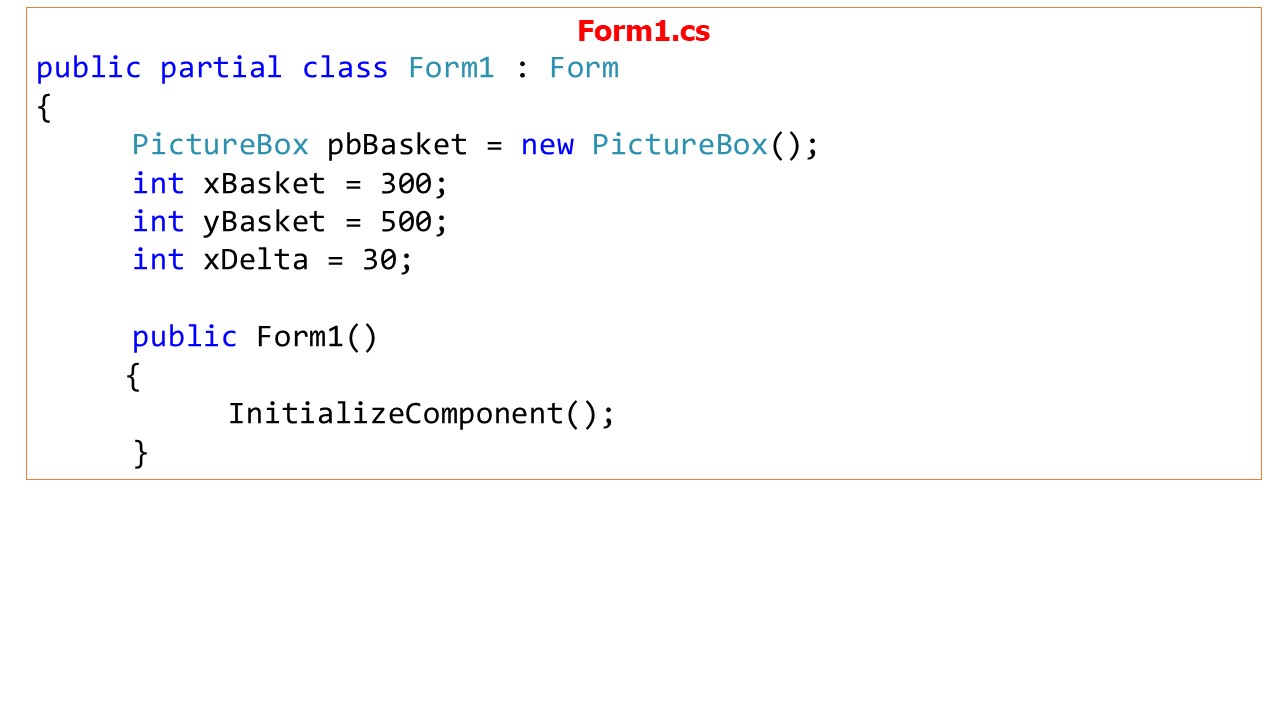 Form1.cs
public partial class Form1 : Form
{
PictureBox pbBasket = new PictureBox();
int xBasket = 300;
int yBasket = 500;
int xDelta = 30;
public Form1()
{
InitializeComponent();
}